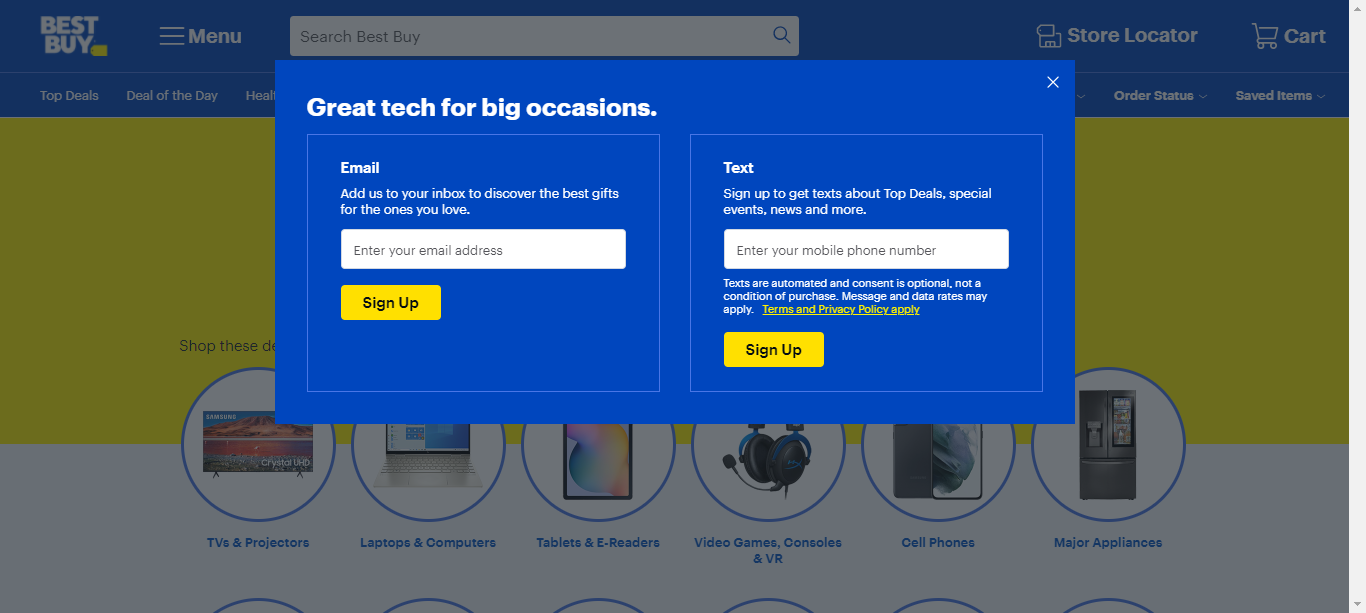 BEST
BUY
Menu
Search Best Buy
Store Locator
Cart
Top Deals
Deal of the Day
Order Status
Saved Items
Great tech for big occasions.
Email
Add us to your inbox to discover the best gifts
for the ones you love.
Enter your email address
Sign Up
Text
Sign up to get texts about Top Deals, special
events, news and more.
Enter your mobile phone number
Texts are automated and consent is optional, not a
condition of purchase. Message and data rates may
apply. Terms and Privacy Policy apply
Sign Up
Shop these
SAMSUNG
Crystal UHD
TVs & Projectors
Laptops & Computers
Tablets & E-Readers
Video Games, Consoles
& VR
Cell Phones
Major Appliances